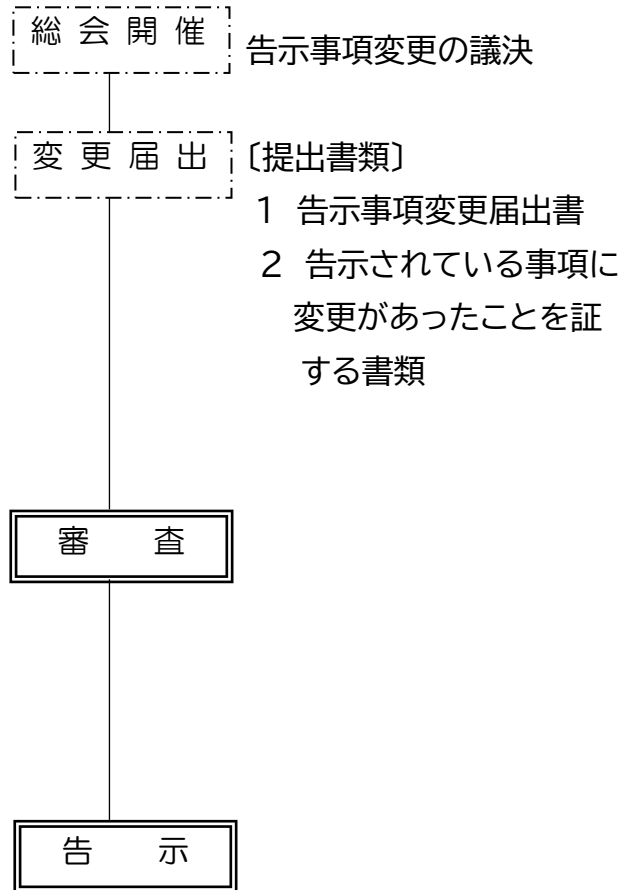 総会開催
告示事項変更の議決
変更届出
〔提出書類〕
1 告示事項変更届出書
2 告示されている事項に
変更があったことを証
する書類
審　査
告　示